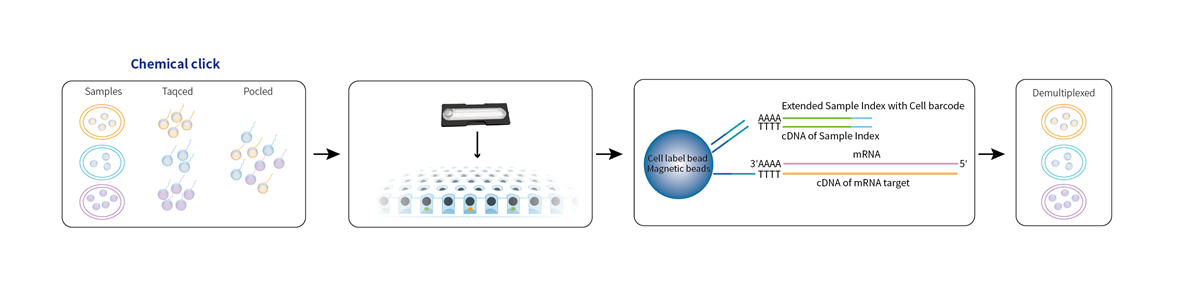 Chemical click
Samples
Taqced
Pocled
Cell label bead
Magnetic beads
Extended Sample Index with Cell barcode
AAAA
TTTT
cDNA of Sample Index
mRNA
3'AAAA
5'
TTTT
cDNA of mRNA target
Demultiplexed